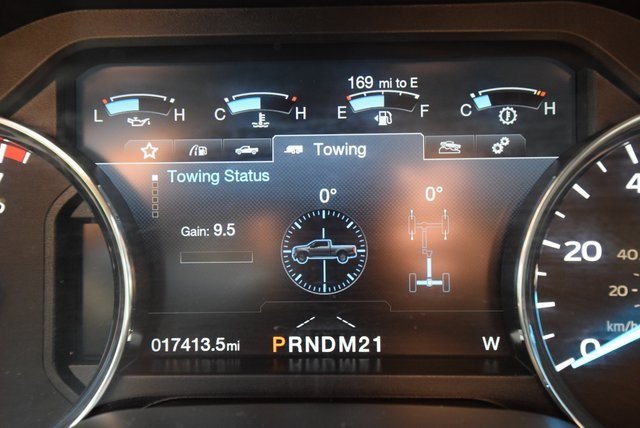 169 mi to E
L H C H E F C H
Towing
Towing Status
0° 0°
Gain: 9.5
20 40
20
017413.5mi PRNDM21 W
km/h
0